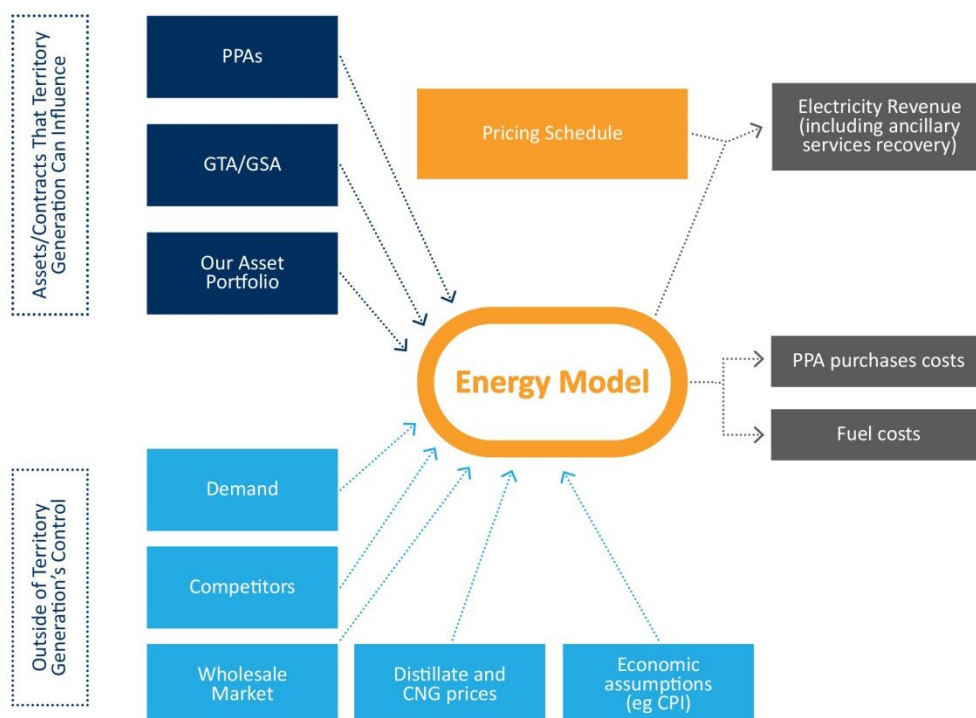 Assets/Contracts That Territory
Generation Can Influence
PPAs
GTA/GSA
Our Asset
Portfolio
Pricing Schedule
Electricity Revenue
(including ancillary
services recovery)
Energy Model
PPA purchases costs
Fuel costs
Outside of Territory
Generation's Control
Demand
Competitors
Wholesale
Market
Distillate and
CNG prices
Economic
assumptions
(eg CPI)